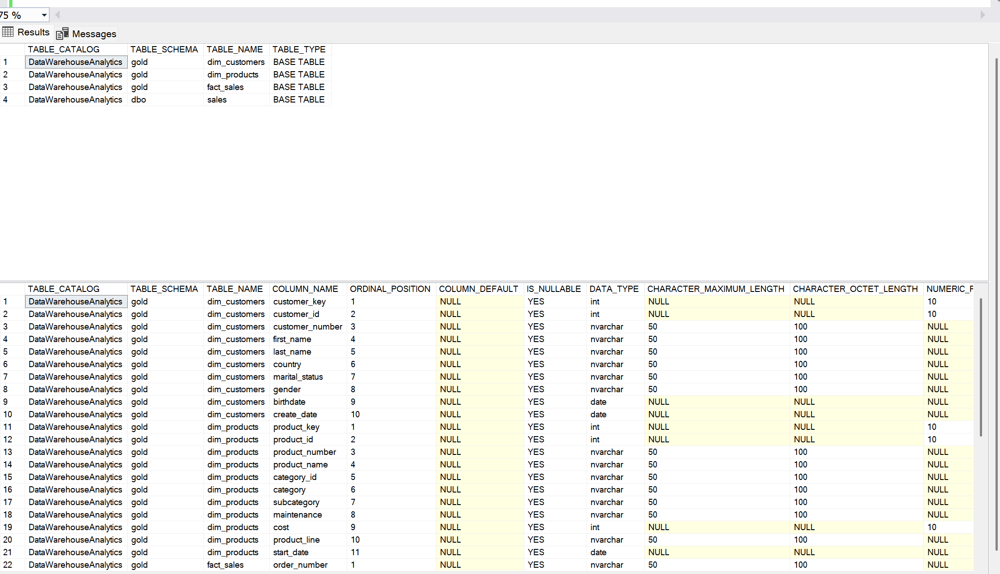 75 %
Results Messages
TABLE_CATALOG TABLE_SCHEMA TABLE_NAME TABLE_TYPE
1 DataWarehouseAnalytics gold dim_customers BASE TABLE
2 DataWarehouseAnalytics gold dim_products BASE TABLE
3 DataWarehouseAnalytics gold fact_sales BASE TABLE
4 DataWarehouseAnalytics dbo sales BASE TABLE
TABLE_CATALOG TABLE_SCHEMA TABLE_NAME COLUMN_NAME ORDINAL_POSITION COLUMN_DEFAULT IS_NULLABLE DATA_TYPE CHARACTER_MAXIMUM_LENGTH CHARACTER_OCTET_LENGTH
1 DataWarehouseAnalytics gold dim_customers customer_key 1 NULL YES int NULL NULL 10
2 DataWarehouseAnalytics gold dim_customers customer_id 2 NULL YES int NULL NULL 10
3 DataWarehouseAnalytics gold dim_customers customer_number 3 NULL YES nvarchar 50 100 NULL
4 DataWarehouseAnalytics gold dim_customers first_name 4 NULL YES nvarchar 50 100 NULL
5 DataWarehouseAnalytics gold dim_customers last_name 5 NULL YES nvarchar 50 100 NULL
6 DataWarehouseAnalytics gold dim_customers country 6 NULL YES nvarchar 50 100 NULL
7 DataWarehouseAnalytics gold dim_customers marital_status 7 NULL YES nvarchar 50 100 NULL
8 DataWarehouseAnalytics gold dim_customers gender 8 NULL YES nvarchar 50 100 NULL
9 DataWarehouseAnalytics gold dim_customers birthdate 9 NULL YES date NULL NULL NULL
10 DataWarehouseAnalytics gold dim_customers create_date 10 NULL YES date NULL NULL NULL
11 DataWarehouseAnalytics gold dim_products product_key 1 NULL YES int NULL NULL 10
12 DataWarehouseAnalytics gold dim_products product_id 2 NULL YES int NULL NULL 10
13 DataWarehouseAnalytics gold dim_products product_number 3 NULL YES nvarchar 50 100 NULL
14 DataWarehouseAnalytics gold dim_products product_name 4 NULL YES nvarchar 50 100 NULL
15 DataWarehouseAnalytics gold dim_products category_id 5 NULL YES nvarchar 50 100 NULL
16 DataWarehouseAnalytics gold dim_products category 6 NULL YES nvarchar 50 100 NULL
17 DataWarehouseAnalytics gold dim_products subcategory 7 NULL YES nvarchar 50 100 NULL
18 DataWarehouseAnalytics gold dim_products maintenance 8 NULL YES nvarchar 50 100 NULL
19 DataWarehouseAnalytics gold dim_products cost 9 NULL YES int NULL NULL 10
20 DataWarehouseAnalytics gold dim_products product_line 10 NULL YES nvarchar 50 100 NULL
21 DataWarehouseAnalytics gold dim_products start_date 11 NULL YES date NULL NULL NULL
22 DataWarehouseAnalytics gold fact_sales order_number 1 NULL YES nvarchar 50 100 NULL